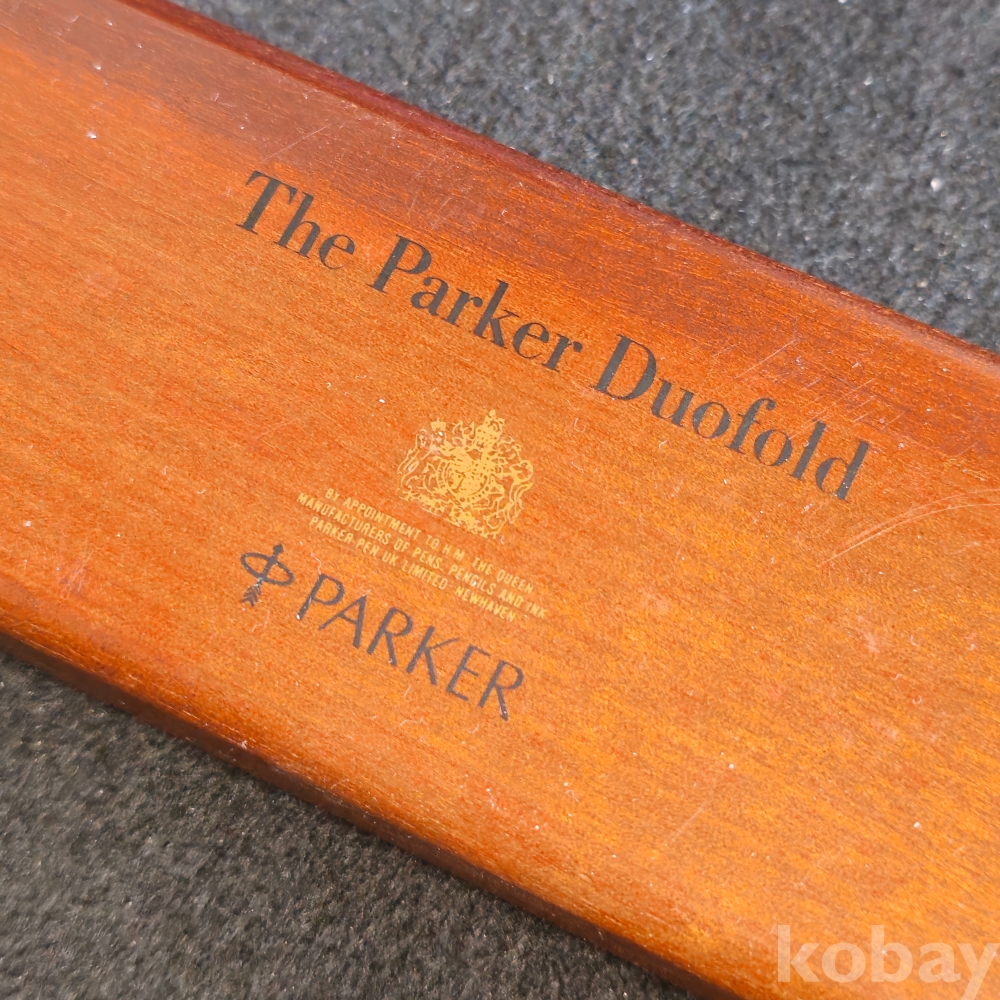 The Parker Duofold
BY APPOINTMENT TO H.M. THE QUEEN
MANUFACTURERS OF PENS, PENCILS AND INK
PARKER PEN UK LIMITED, NEWHAVEN
PARKER
kobay